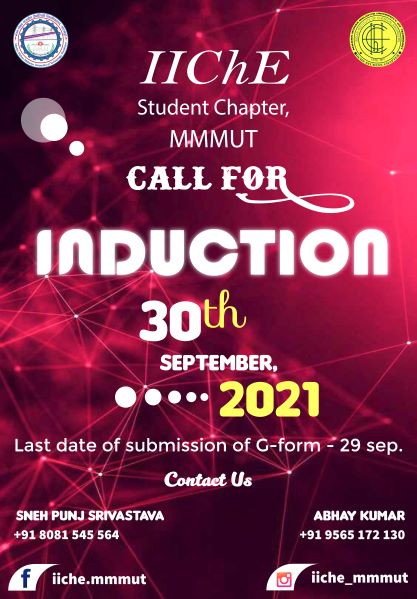 IIChE
Student Chapter,
MMMUT
CALL FOR
INDUCTION
30th
SEPTEMBER,
2021
Last date of submission of G-form - 29 sep.
Contact Us
SNEH PUNJ SRIVASTAVA
ABHAY KUMAR
+91 8081 545 564
+91 9565 172 130
iiche.mmmut
iiche_mmmut